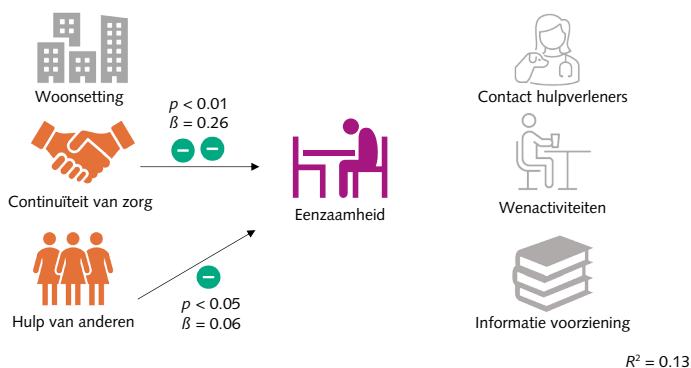 Woonsetting
p < 0.01
ß = 0.26
Continuïteit van zorg
Hulp van anderen
p < 0.05
ß = 0.06
Eenzaamheid
Contact hulpverleners
Wenactiviteiten
Informatie voorziening
R² = 0.13